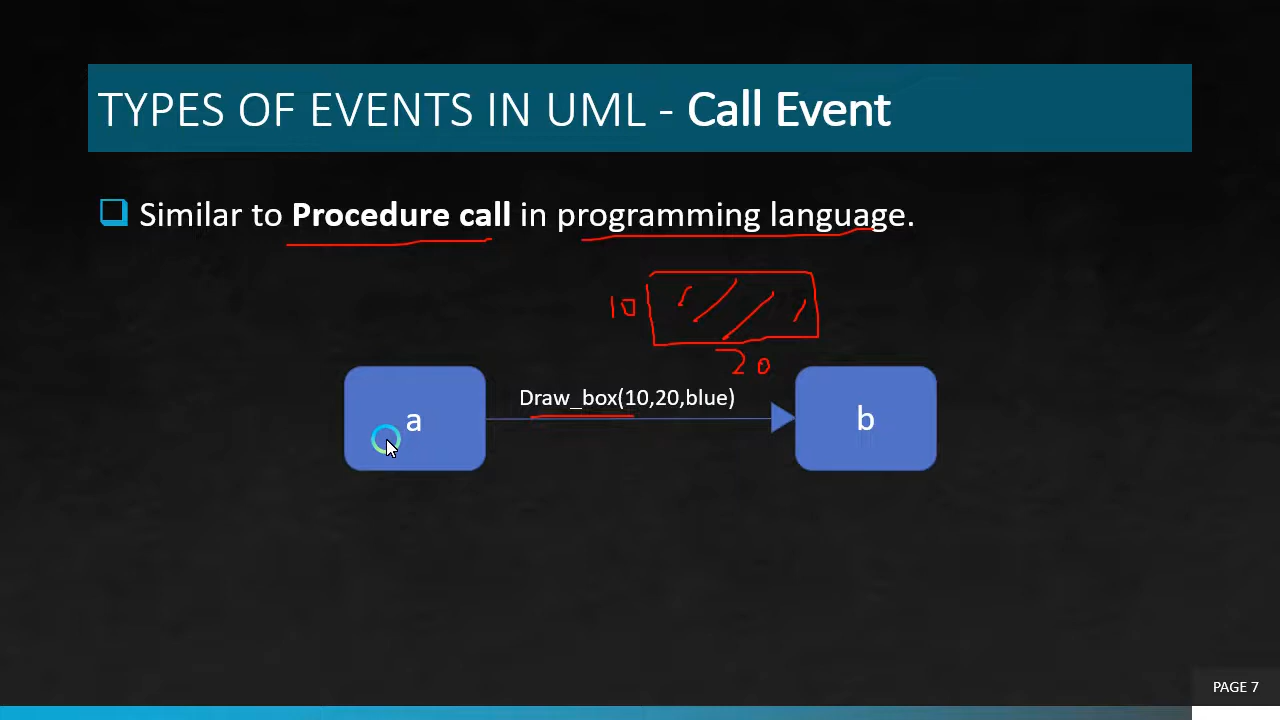 TYPES OF EVENTS IN UML - Call Event
Similar to Procedure call in programming language.
10
20
Draw_box(10,20,blue)
a
b
PAGE 7